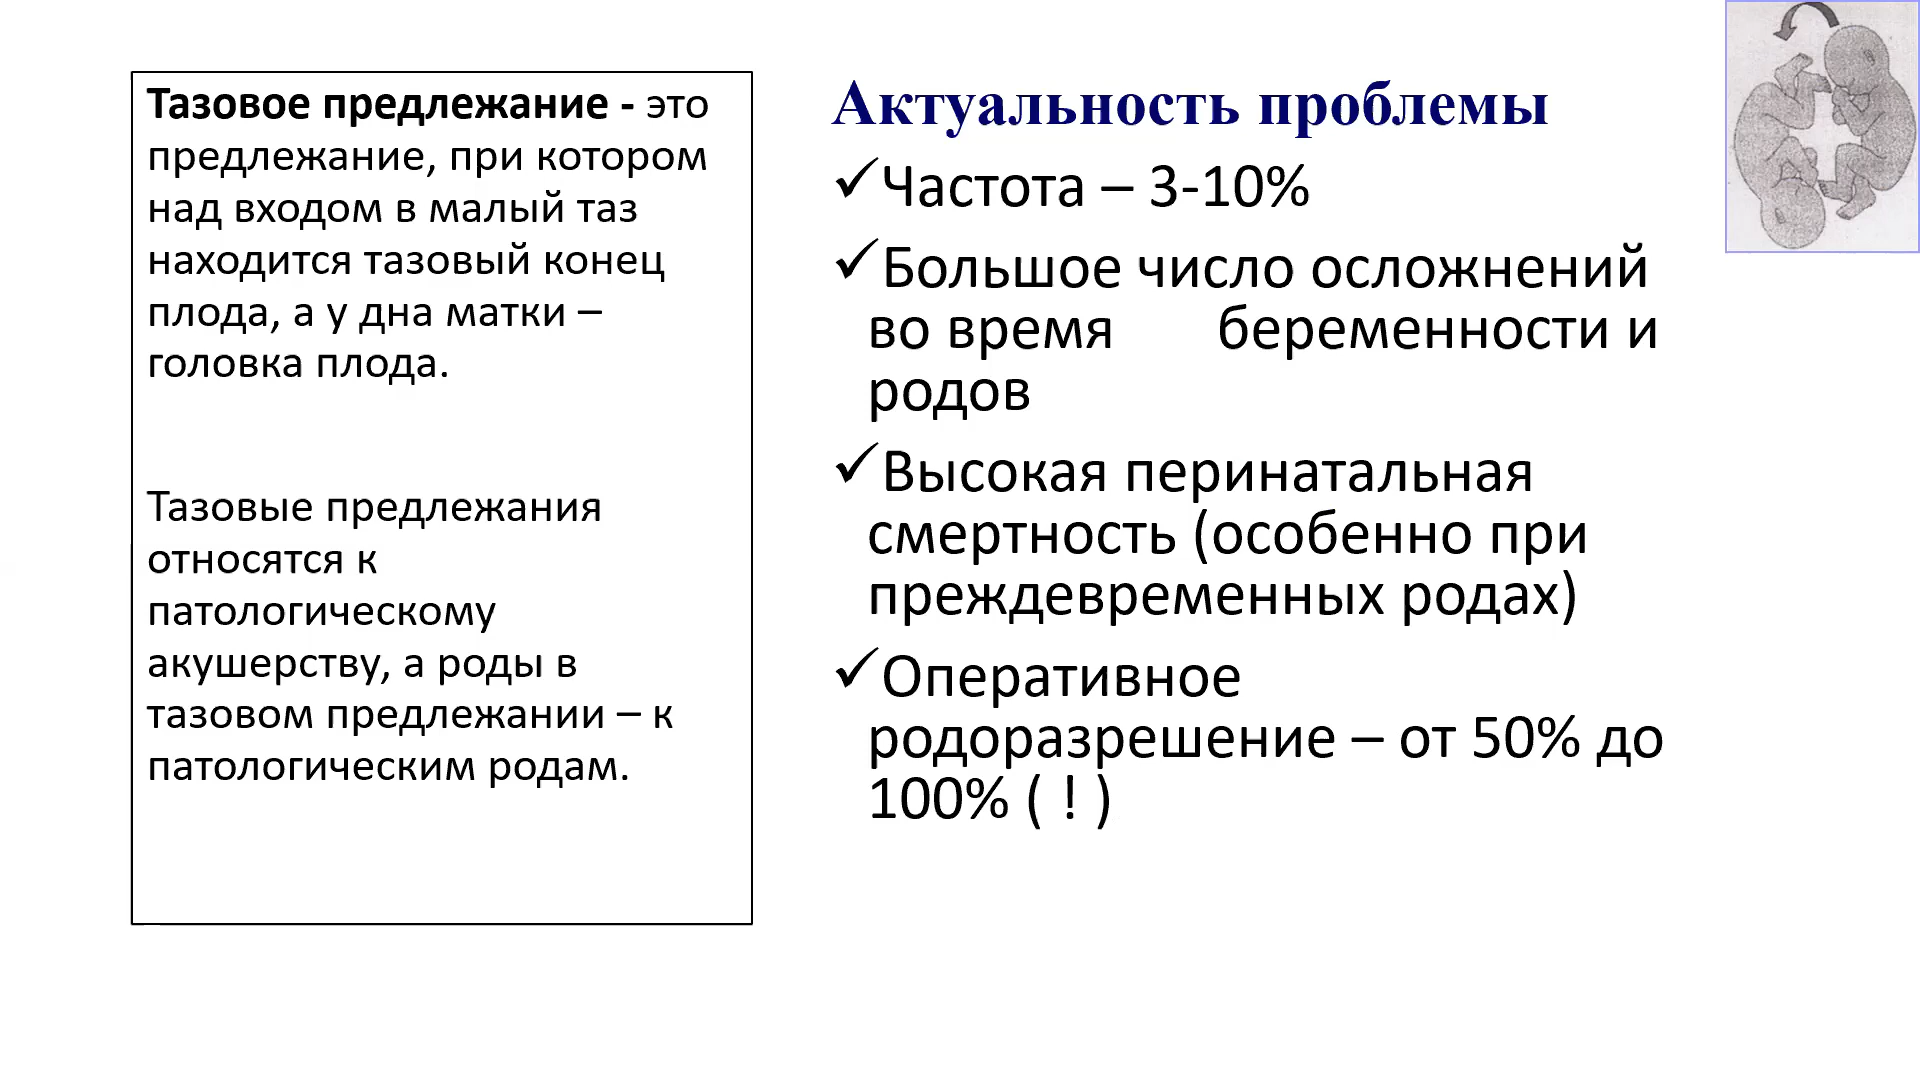 Тазовое предлежание - это
предлежание, при котором
над входом в малый таз
находится тазовый конец
плода, а у дна матки –
головка плода.
Тазовые предлежания
относятся к
патологическому
акушерству, а роды в
тазовом предлежании – к
патологическим родам.
Актуальность проблемы
✓Частота – 3-10%
✓Большое число осложнений
во время беременности и
родов
✓Высокая перинатальная
смертность (особенно при
преждевременных родах)
✓Оперативное
родоразрешение – от 50% до
100% ( ! )